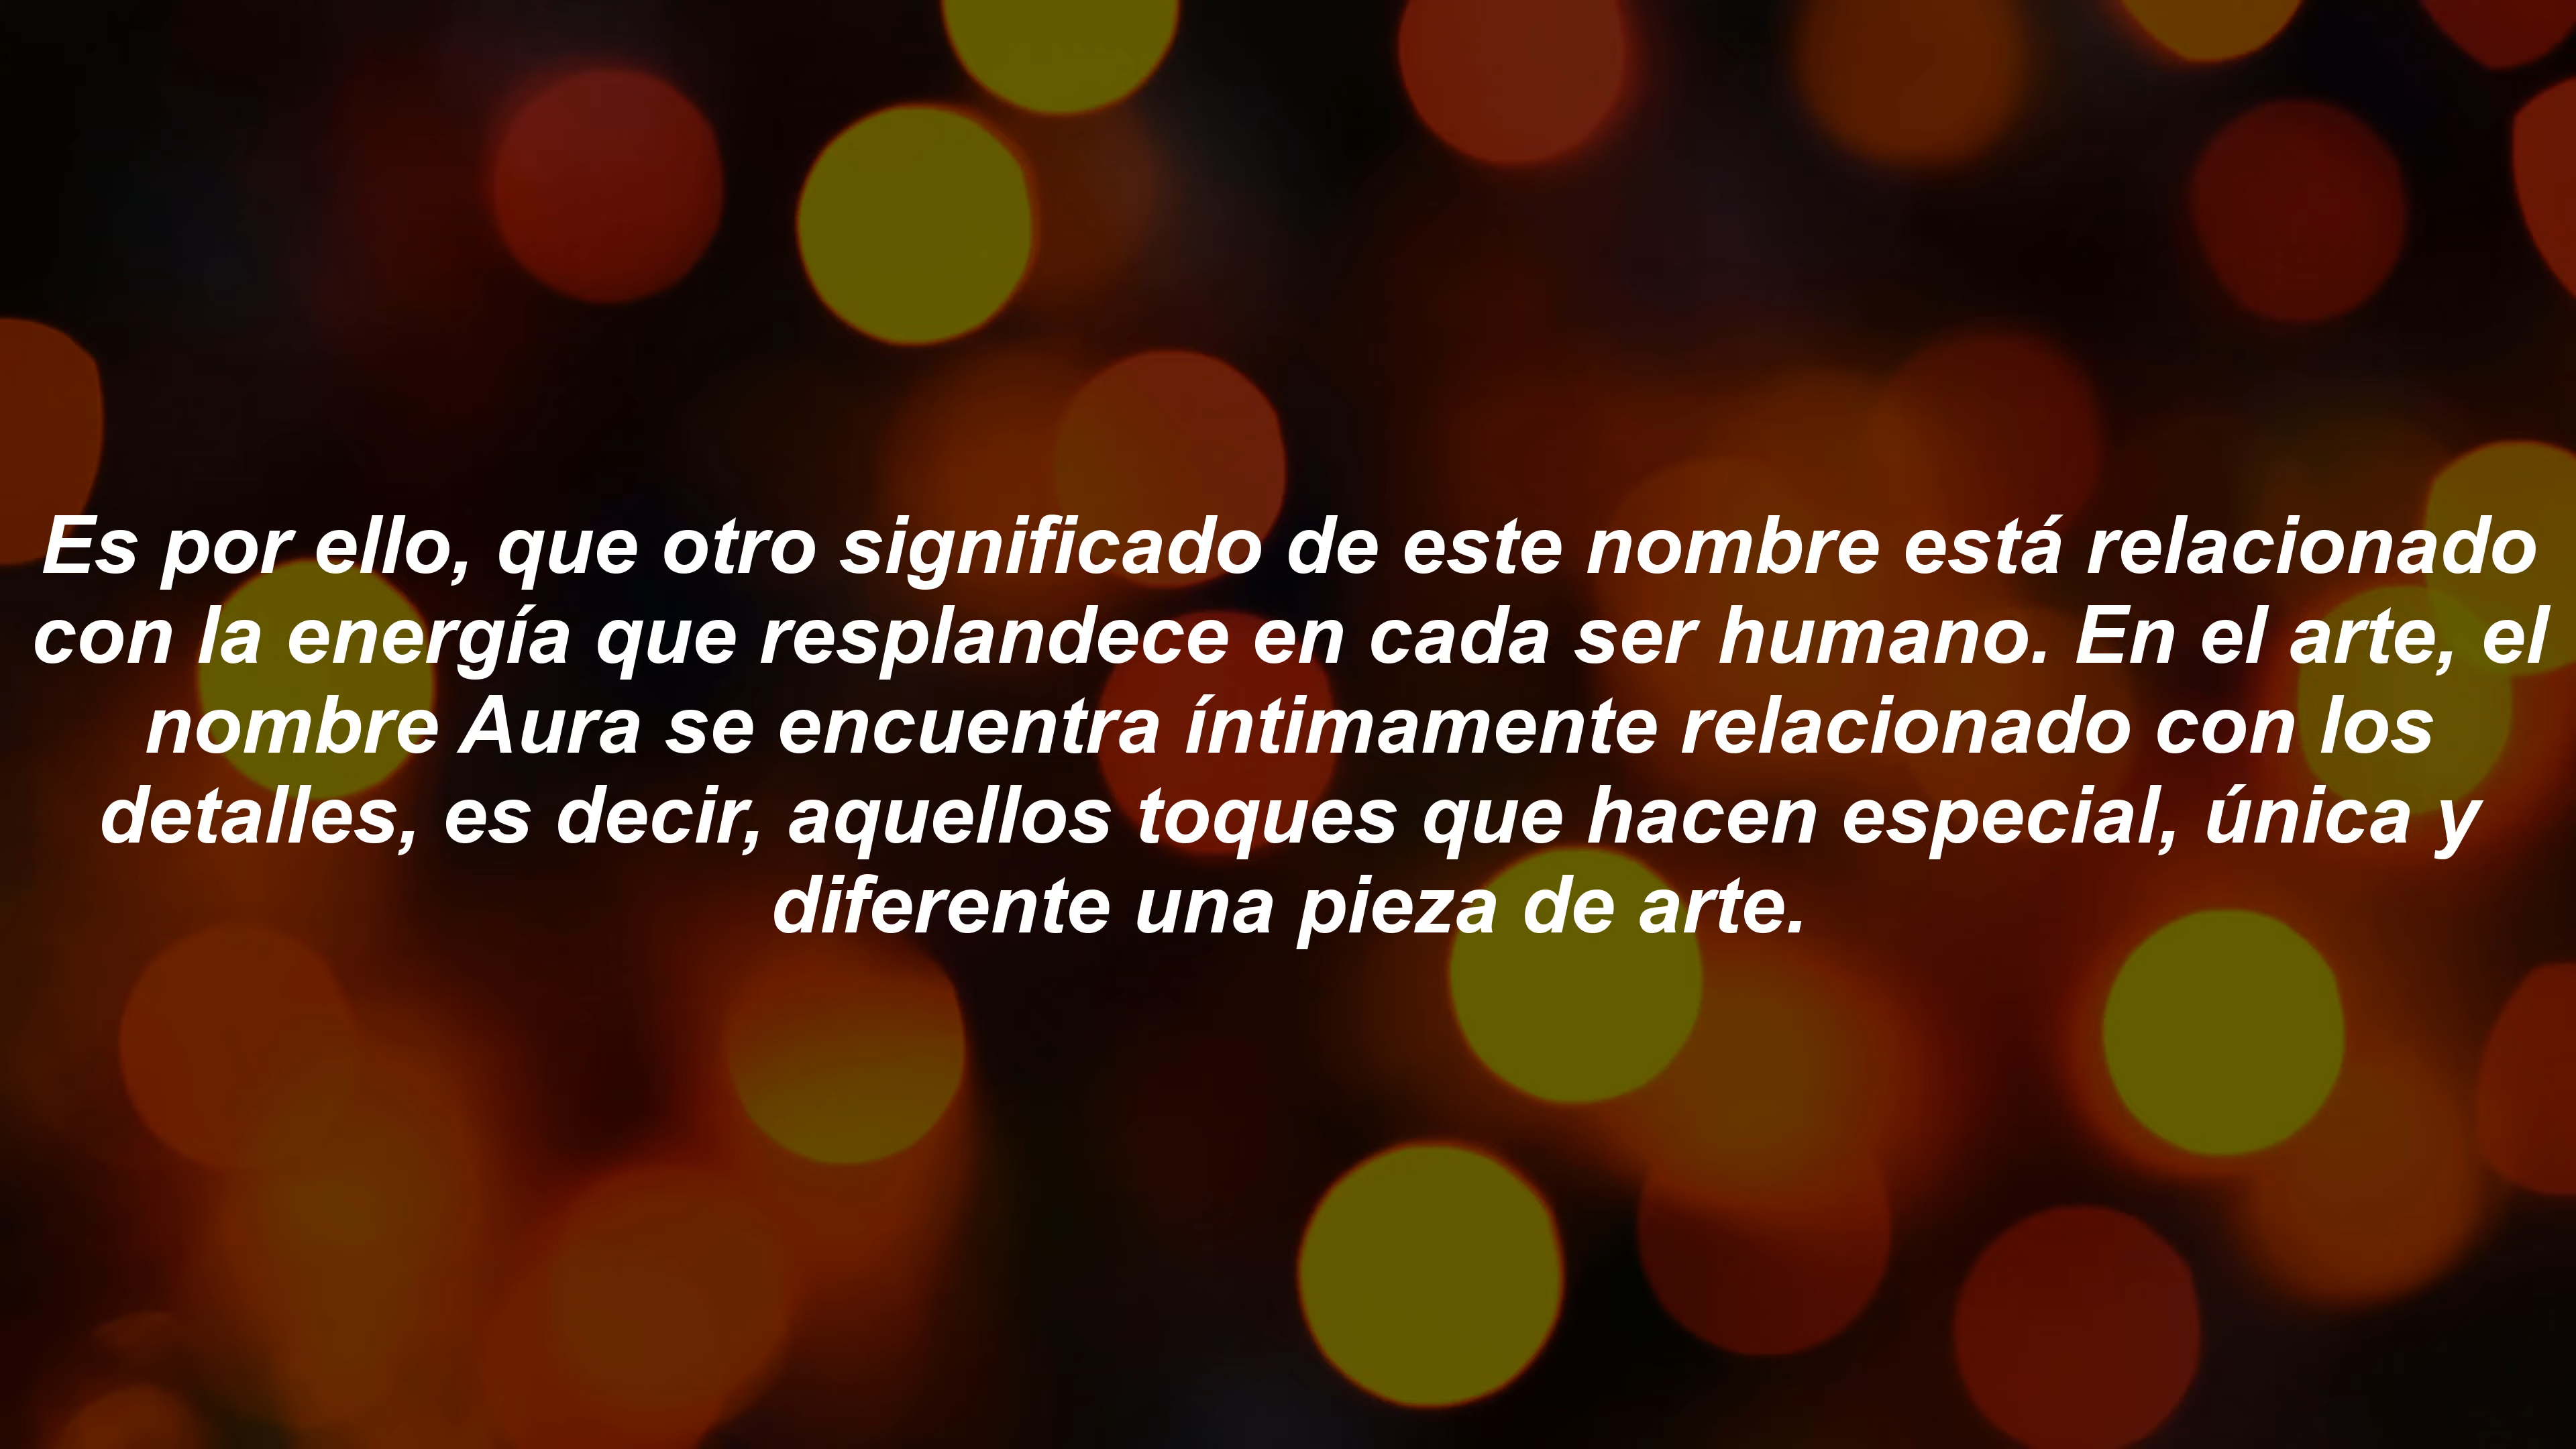 Es por ello, que otro significado de este nombre está relacionado
con la energía que resplandece en cada ser humano. En el arte, el
nombre Aura se encuentra íntimamente relacionado con los
detalles, es decir, aquellos toques que hacen especial, única y
diferente una pieza de arte.